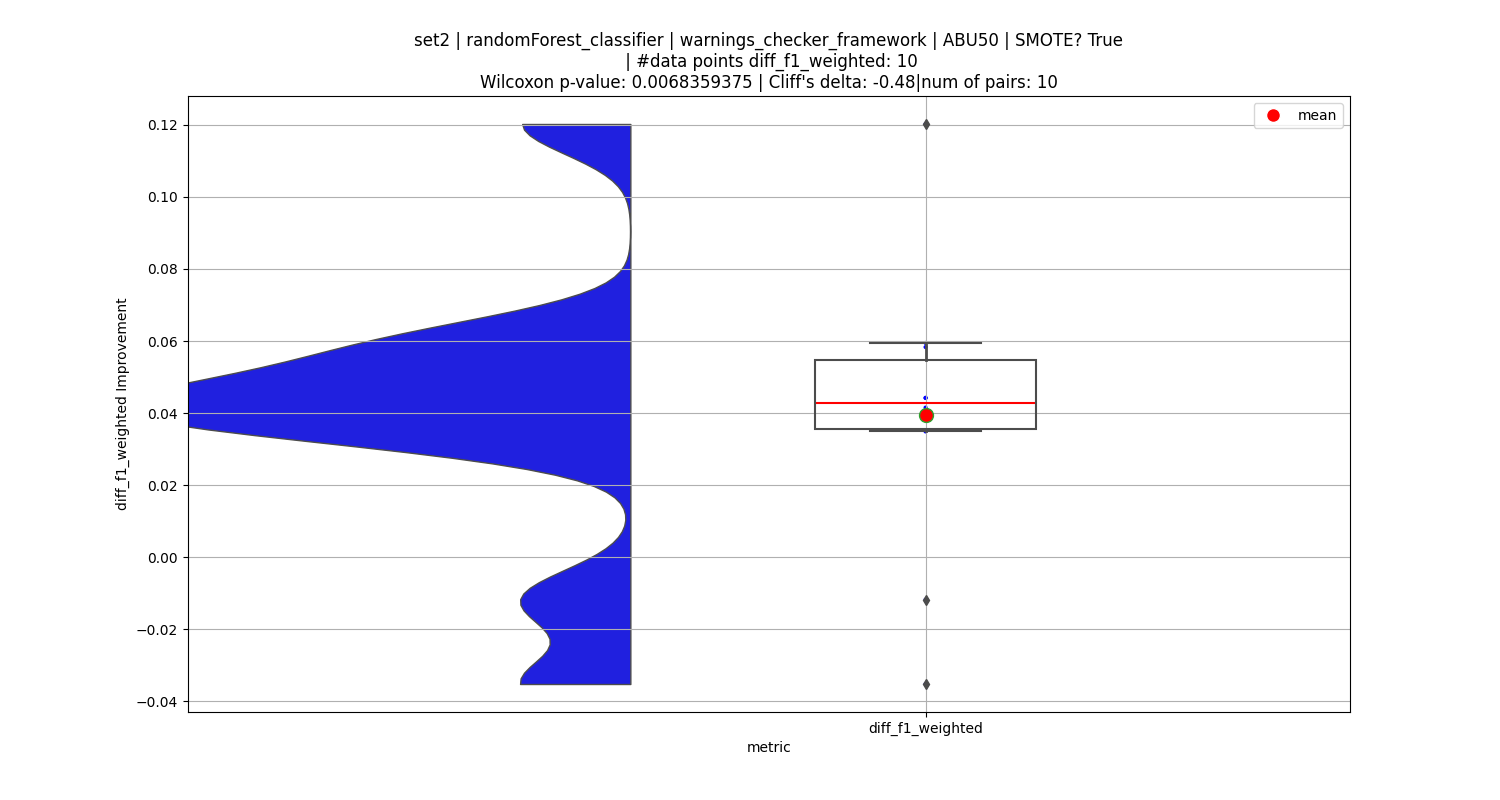 set2 | randomForest_classifier | warnings_checker_framework | ABU50 | SMOTE? True
| #data points diff_f1_weighted: 10
Wilcoxon p-value: 0.0068359375 | Cliff's delta: -0.48|num of pairs: 10
mean
0.12
0.10
0.08
0.06
0.04
0.02
0.00
−0.02
−0.04
diff_f1_weighted Improvement
diff_f1_weighted
metric